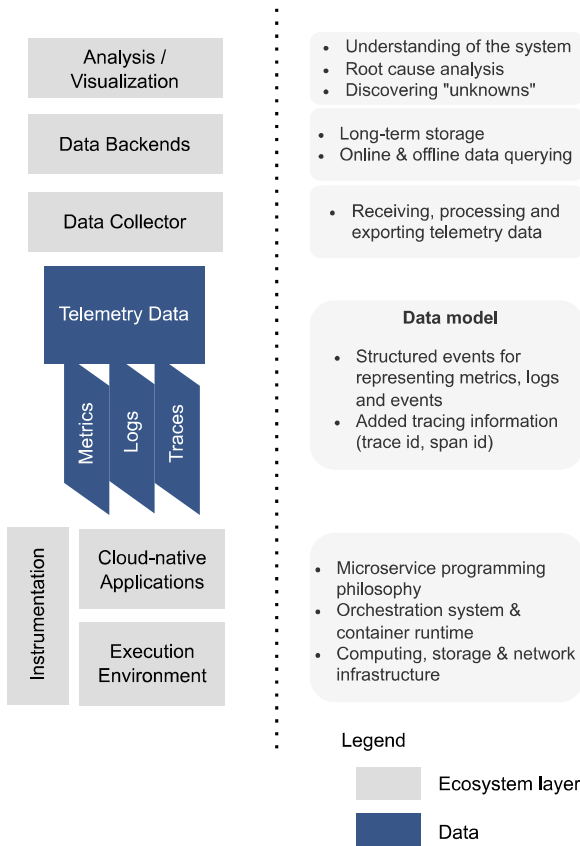 Analysis /
Visualization
• Understanding of the system
• Root cause analysis
• Discovering "unknowns"
Data Backends
• Long-term storage
• Online & offline data querying
Data Collector
• Receiving, processing and
exporting telemetry data
Telemetry Data
Metrics
Logs
Traces
Data model
• Structured events for
representing metrics, logs
and events
• Added tracing information
(trace id, span id)
Instrumentation
Cloud-native
Applications
Execution
Environment
• Microservice programming
philosophy
• Orchestration system &
container runtime
• Computing, storage & network
infrastructure
Legend
Ecosystem layer
Data